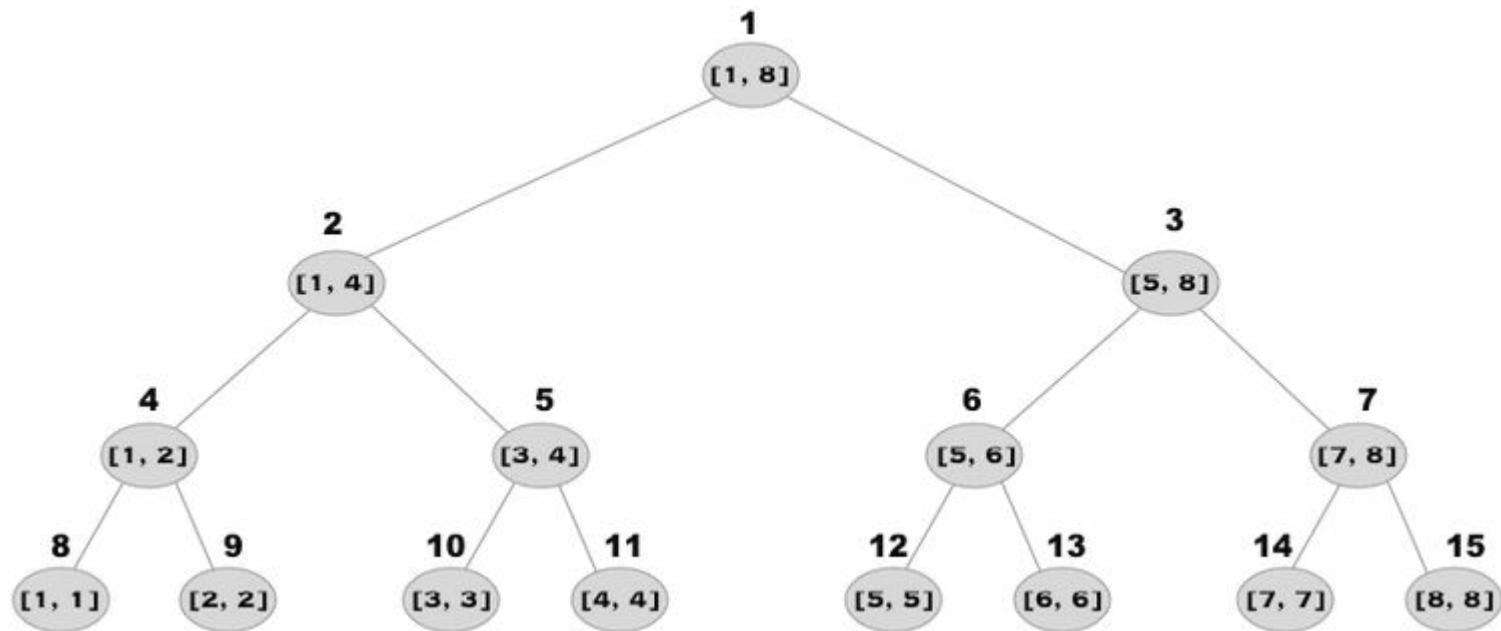 1
[1, 8]
2 3
[1, 4] [5, 8]
4 5 6 7
[1, 2] [3, 4] [5, 6] [7, 8]
8 9 10 11 12 13 14 15
[1, 1] [2, 2] [3, 3] [4, 4] [5, 5] [6, 6] [7, 7] [8, 8]